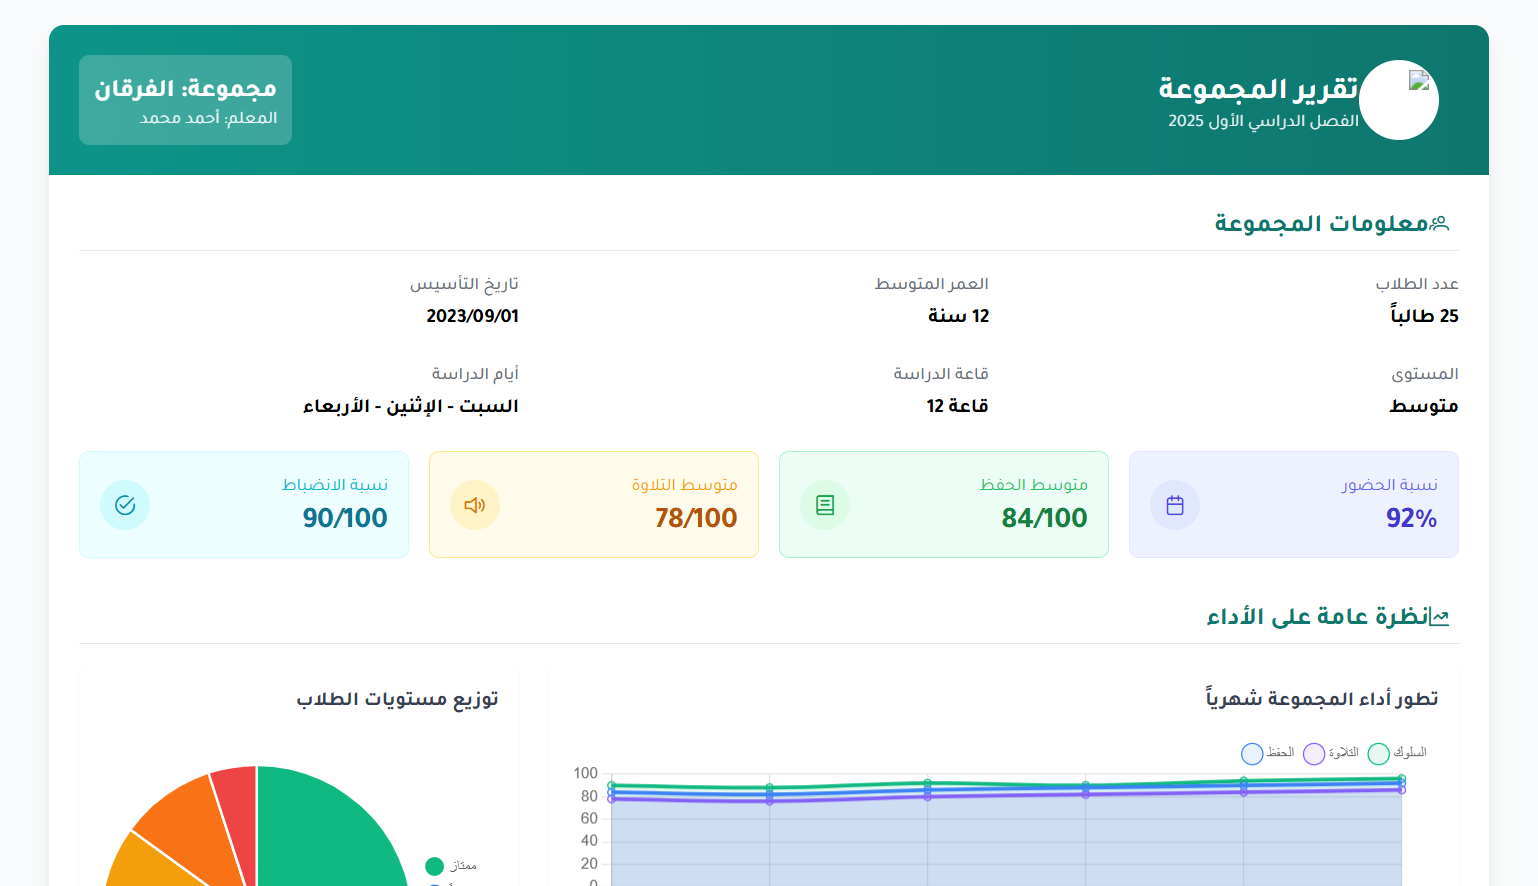 تقرير المجموعة
الفصل الدراسي الأول 2025
مجموعة: الفرقان
المعلم: أحمد محمد
معلومات المجموعة
عدد الطلاب
25 طالباً
العمر المتوسط
12 سنة
تاريخ التأسيس
2023/09/01
المستوى
متوسط
قاعة الدراسة
قاعة 12
أيام الدراسة
السبت - الإثنين - الأربعاء
نسبة الحضور
92%
متوسط الحفظ
84/100
متوسط التلاوة
78/100
نسبة الانضباط
90/100
نظرة عامة على الأداء
تطور أداء المجموعة شهرياً
السلوك
التلاوة
الحفظ
100
80
60
40
20
0
توزيع مستويات الطلاب
ممتاز